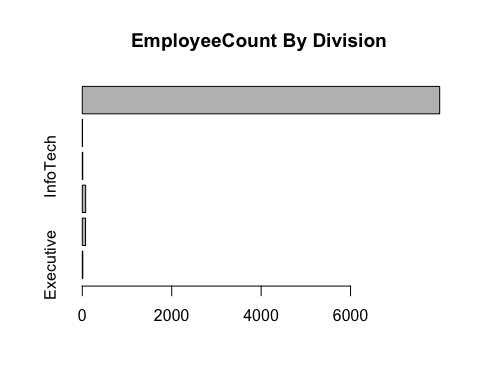 EmployeeCount By Division
InfoTech
Executive
0 2000 4000 6000